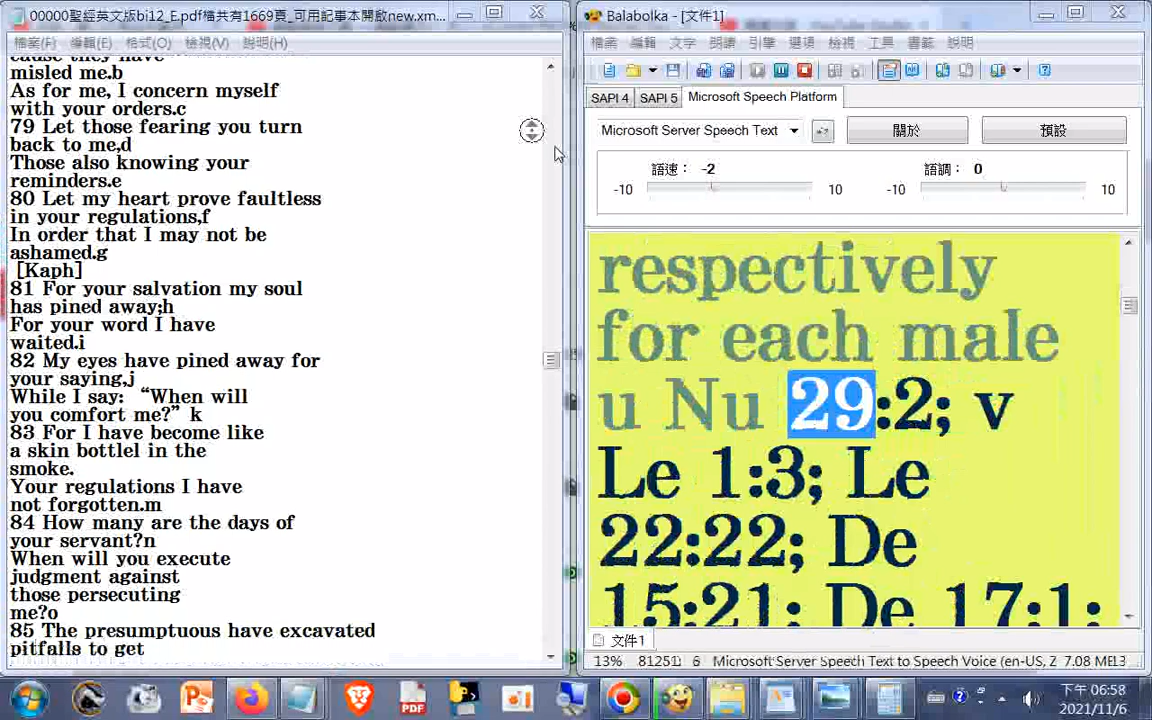 00000聖經英文版bi12_E.pdf檔共有1669頁_可用記事本開啟new.xm...
檔案(F) 編輯(E) 格式(O) 檢視(V) 說明(H)
cause they have
misled me.b
As for me, I concern myself
with your orders.c
79 Let those fearing you turn
back to me,d
Those also knowing your
reminders.e
80 Let my heart prove faultless
in your regulations,f
In order that I may not be
ashamed.g
[Kaph]
81 For your salvation my soul
has pined away;h
For your word I have
waited.i
82 My eyes have pined away for
your saying,j
While I say: “When will
you comfort me?” k
83 For I have become like
a skin bottlel in the
smoke.
Your regulations I have
not forgotten.m
84 How many are the days of
your servant?n
When will you execute
judgment against
those persecuting
me?o
85 The presumptuous have excavated
pitfalls to get
Balabolka - [文件1]
檔案 編輯 文字 朗讀 引擎 選項 檢視 工具 書籤 說明
SAPI 4 SAPI 5 Microsoft Speech Platform
Microsoft Server Speech Text 關於 預設
語速： -2 語調： 0
-10 10 -10 10
respectively
for each male
u Nu 29:2; v
Le 1:3; Le
22:22; De
15:21; De 17:1;
文件1
13% 6 Microsoft Server Speech Text to Speech Voice (en-US, Z 7.08 ME
下午 06:58
2021/11/6